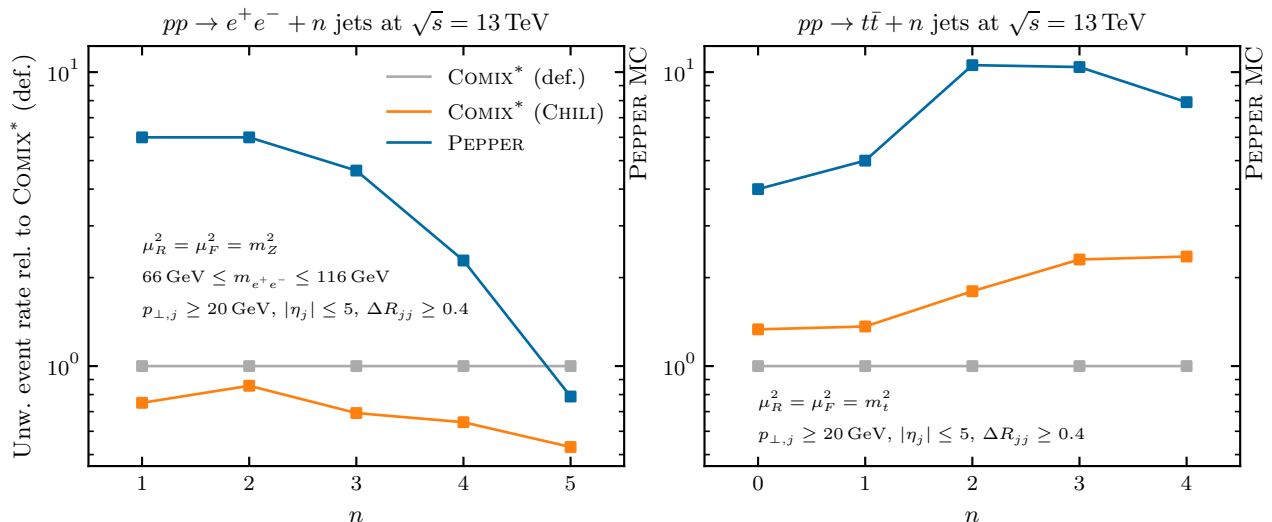 pp → e⁺e⁻ + n jets at √s = 13 TeV
Unw. event rate rel. to COMIX* (def.)
10¹
10⁰
COMIX* (def.)
COMIX* (CHILI)
PEPPER
μ²_R = μ²_F = m²_Z
66 GeV ≤ m_{e⁺e⁻} ≤ 116 GeV
p_{⊥,j} ≥ 20 GeV, |η_j| ≤ 5, ΔR_{jj} ≥ 0.4
1 2 3 4 5
n
PEPPER MC
pp → tt̄ + n jets at √s = 13 TeV
10¹
10⁰
μ²_R = μ²_F = m²_t
p_{⊥,j} ≥ 20 GeV, |η_j| ≤ 5, ΔR_{jj} ≥ 0.4
0 1 2 3 4
n
PEPPER MC